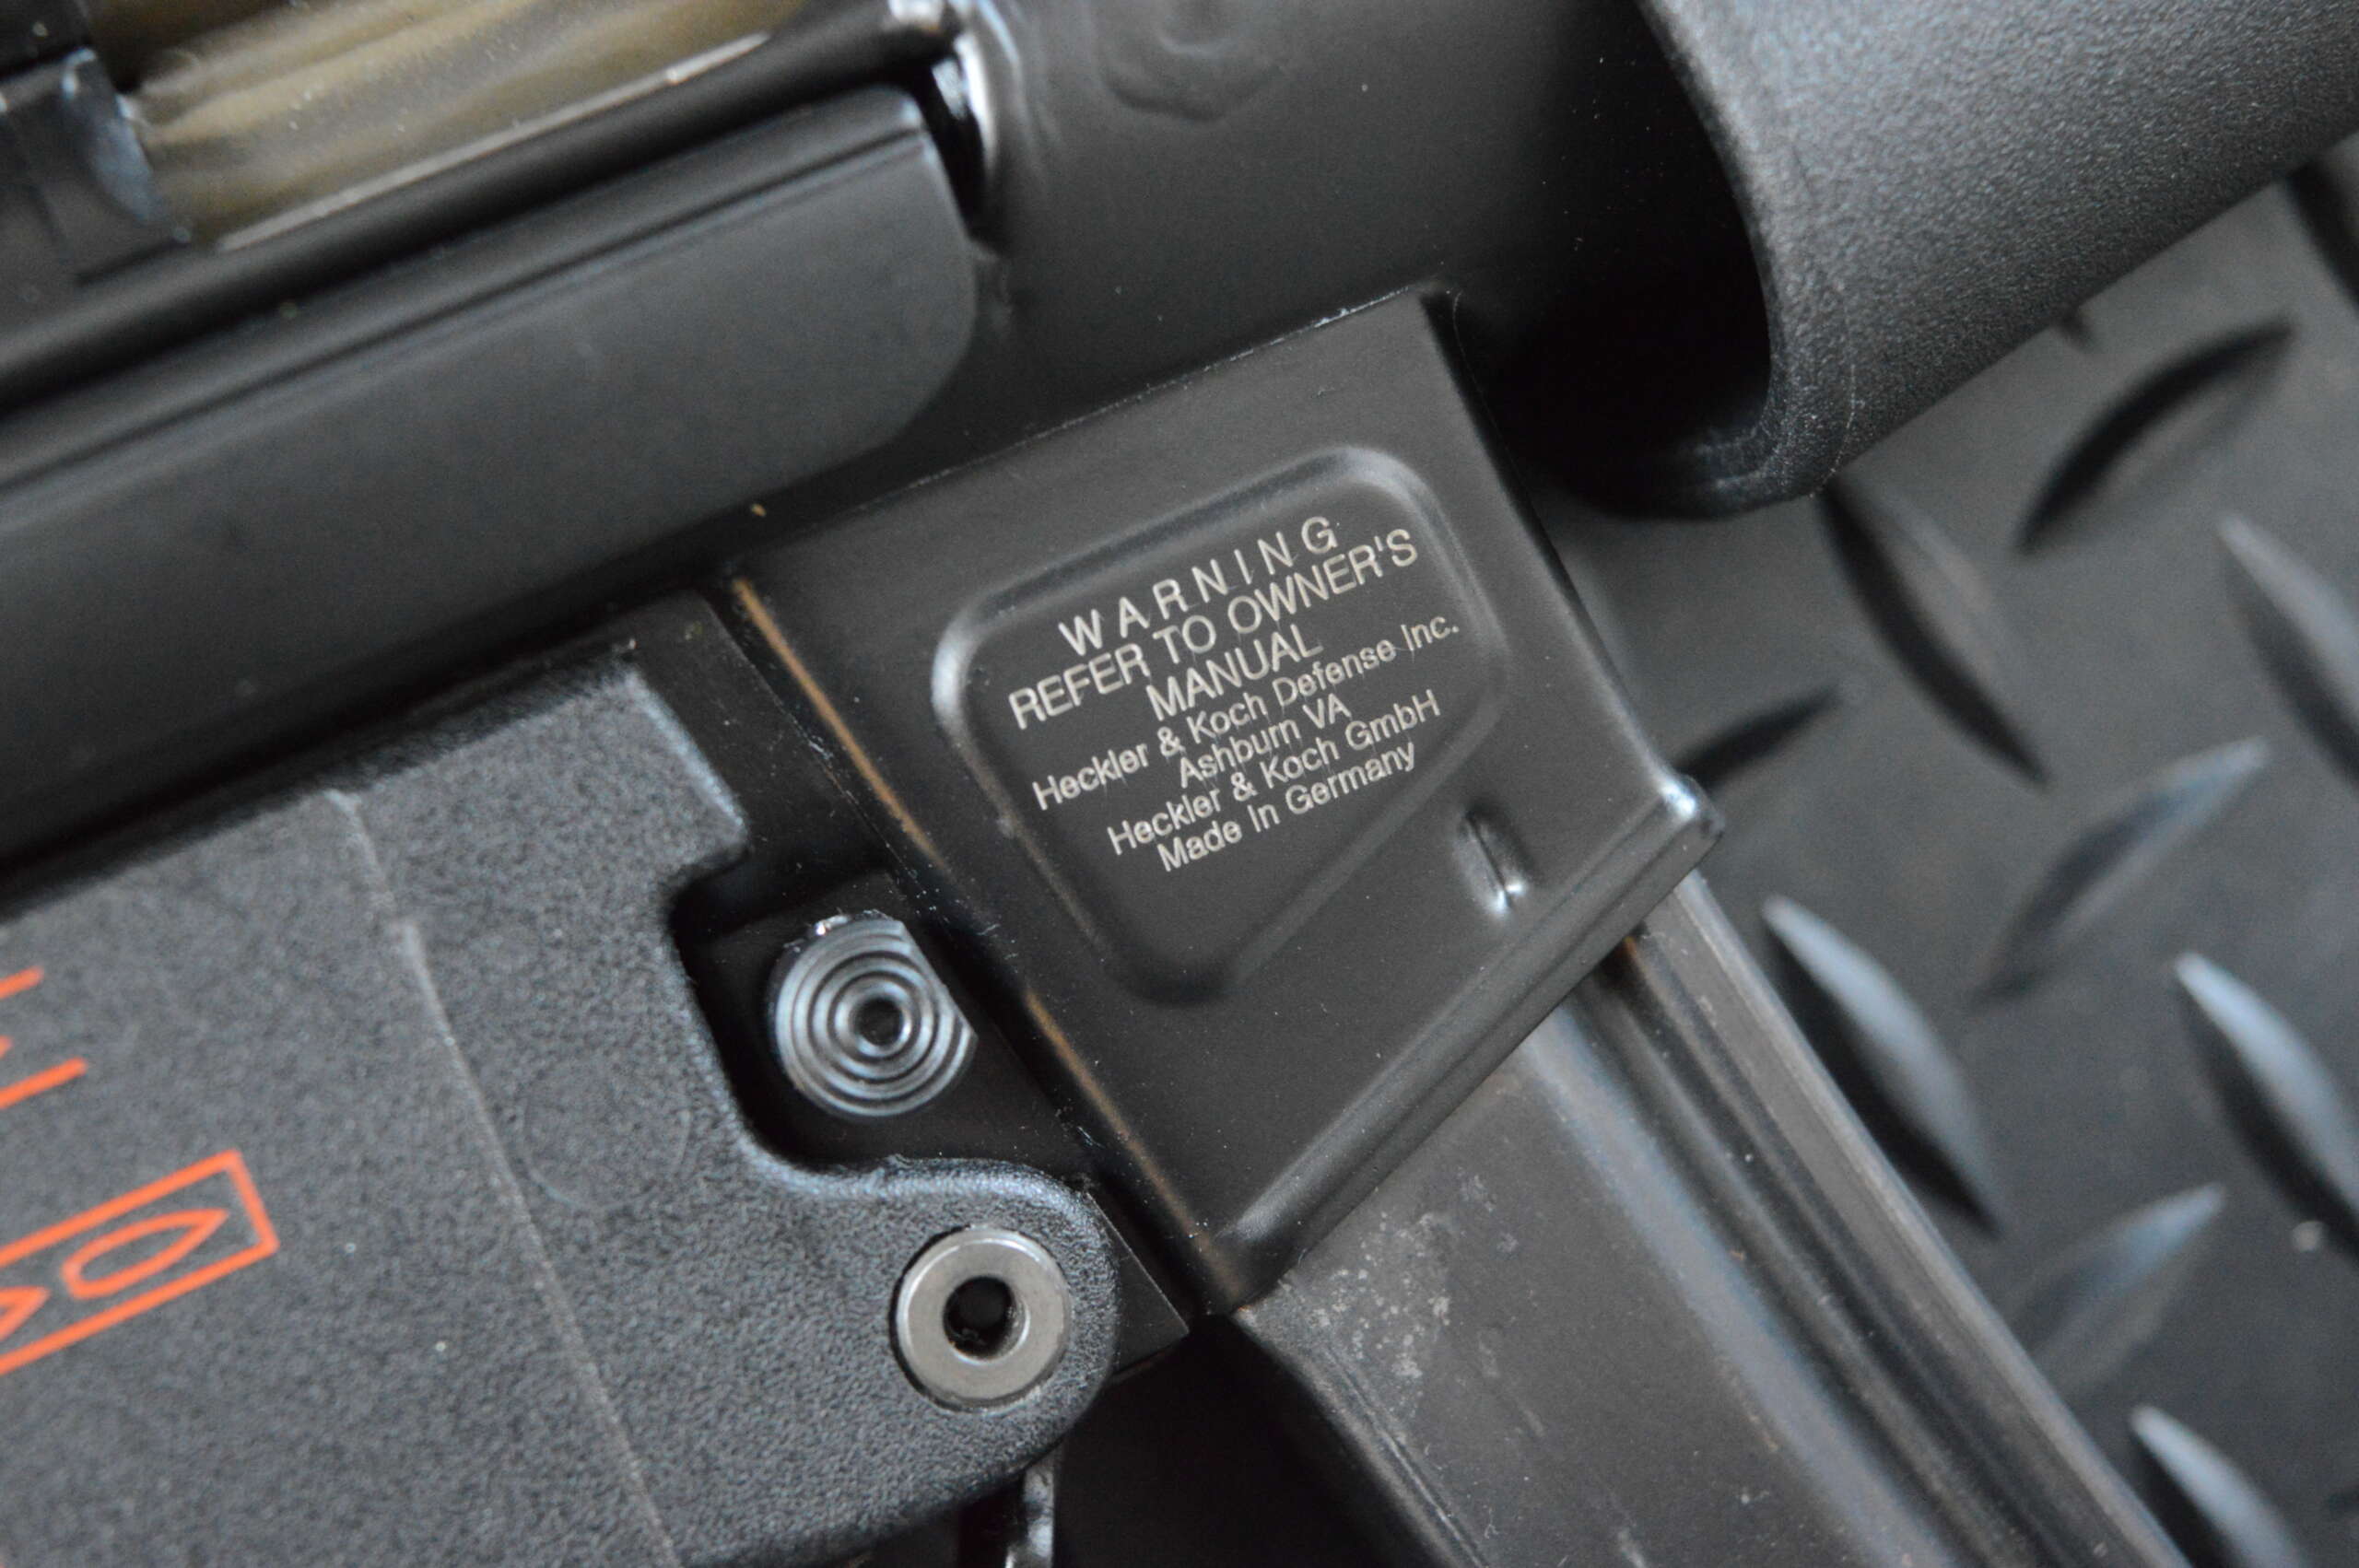 WARNING
REFER TO OWNER'S
MANUAL
Heckler & Koch Defense Inc.
Ashburn VA
Heckler & Koch GmbH
Made In Germany